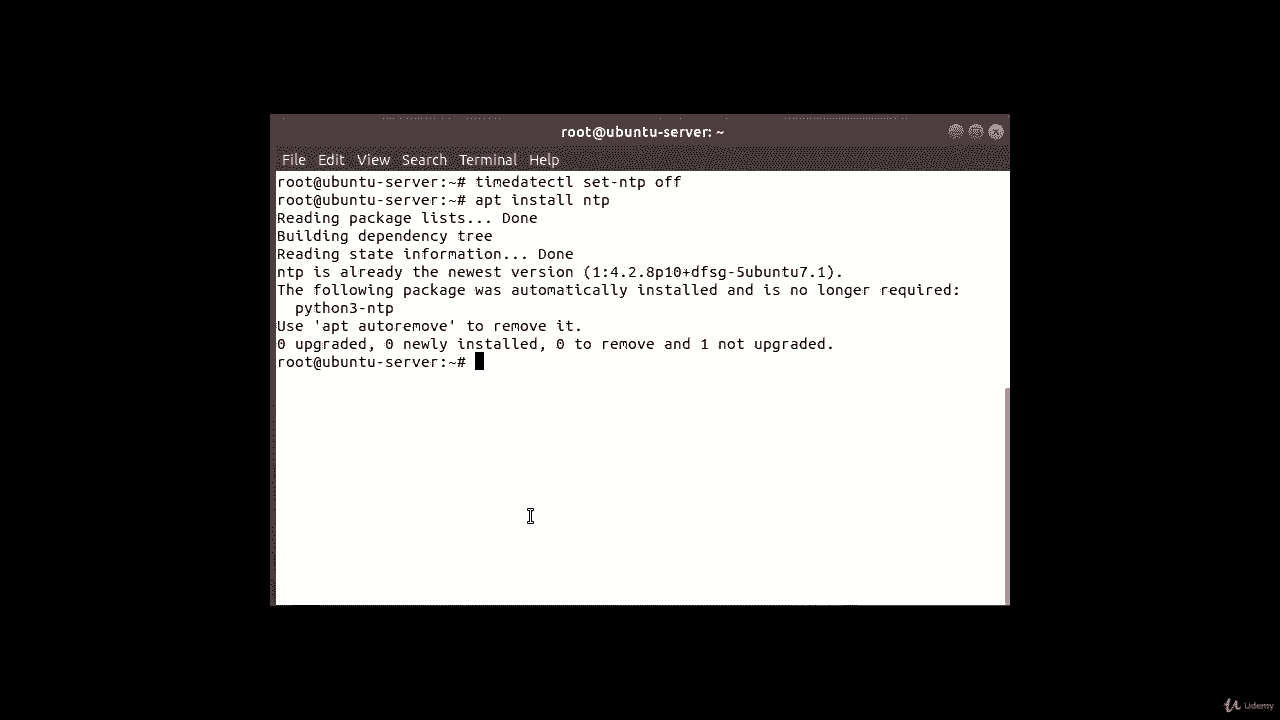 root@ubuntu-server: ~
File Edit View Search Terminal Help
root@ubuntu-server:~# timedatectl set-ntp off
root@ubuntu-server:~# apt install ntp
Reading package lists... Done
Building dependency tree
Reading state information... Done
ntp is already the newest version (1:4.2.8p10+dfsg-5ubuntu7.1).
The following package was automatically installed and is no longer required:
  python3-ntp
Use 'apt autoremove' to remove it.
0 upgraded, 0 newly installed, 0 to remove and 1 not upgraded.
root@ubuntu-server:~#
Udemy